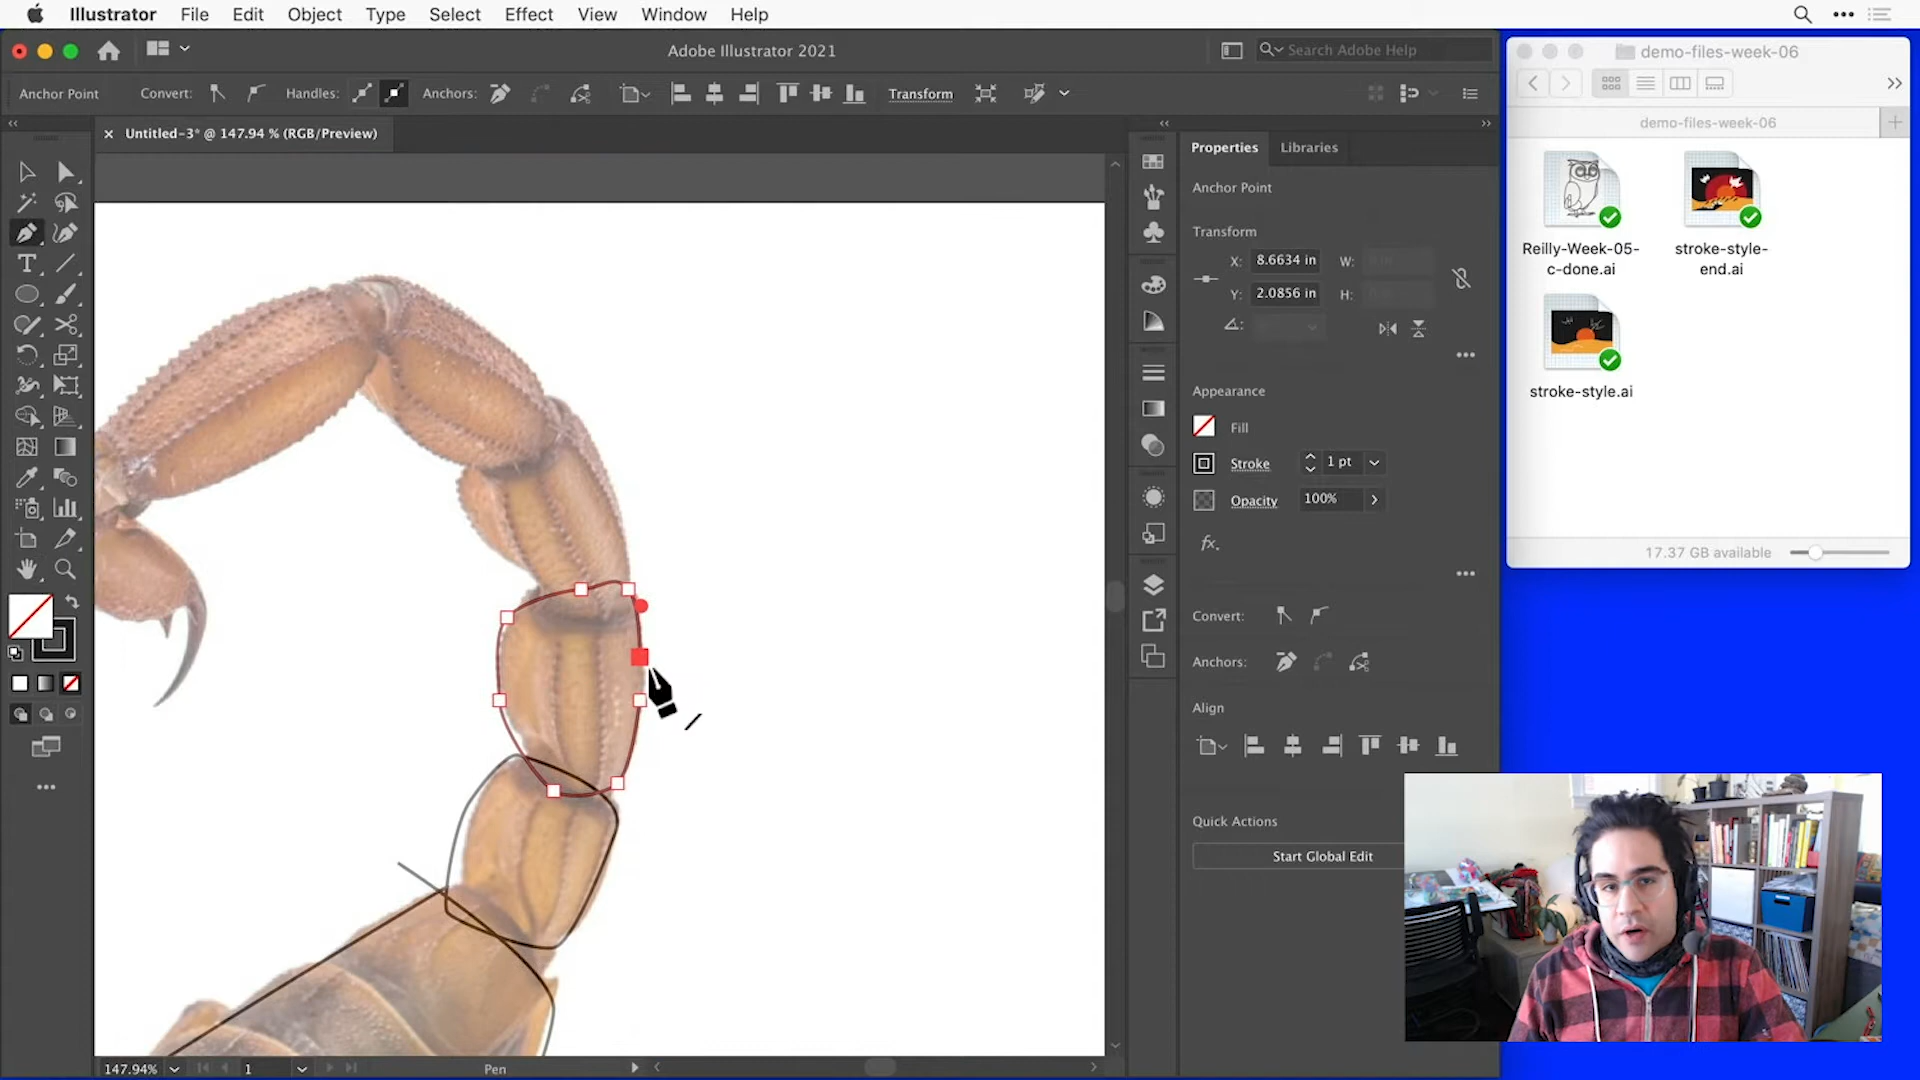 Illustrator File Edit Object Type Select Effect View Window Help
Adobe Illustrator 2021
Search Adobe Help
Anchor Point Convert: Handles: Anchors: Transform
Untitled-3* @ 147.94 % (RGB/Preview)
Properties Libraries
Anchor Point
Transform
X: 8.6634 in W:
Y: 2.0856 in H:
Appearance
Fill
Stroke 1 pt
Opacity 100%
fx.
Convert:
Anchors:
Align
Quick Actions
Start Global Edit
147.94% 1 Pen
demo-files-week-06
demo-files-week-06
Reilly-Week-05-
c-done.ai
stroke-style-
end.ai
stroke-style.ai
17.37 GB available